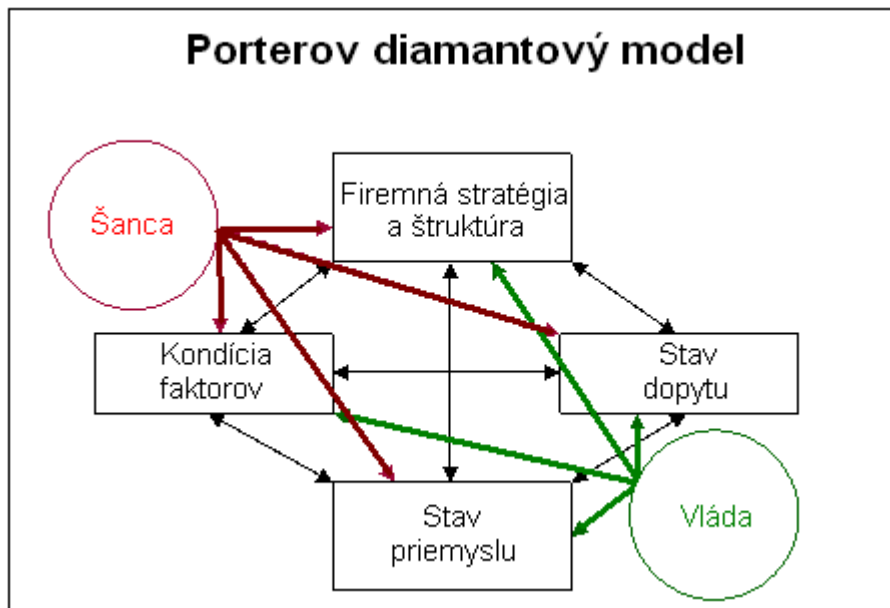 Porterov diamantový model
Firemná stratégia
a štruktúra
Šanca
Kondícia
faktorov
Stav
dopytu
Stav
priemyslu
Vláda